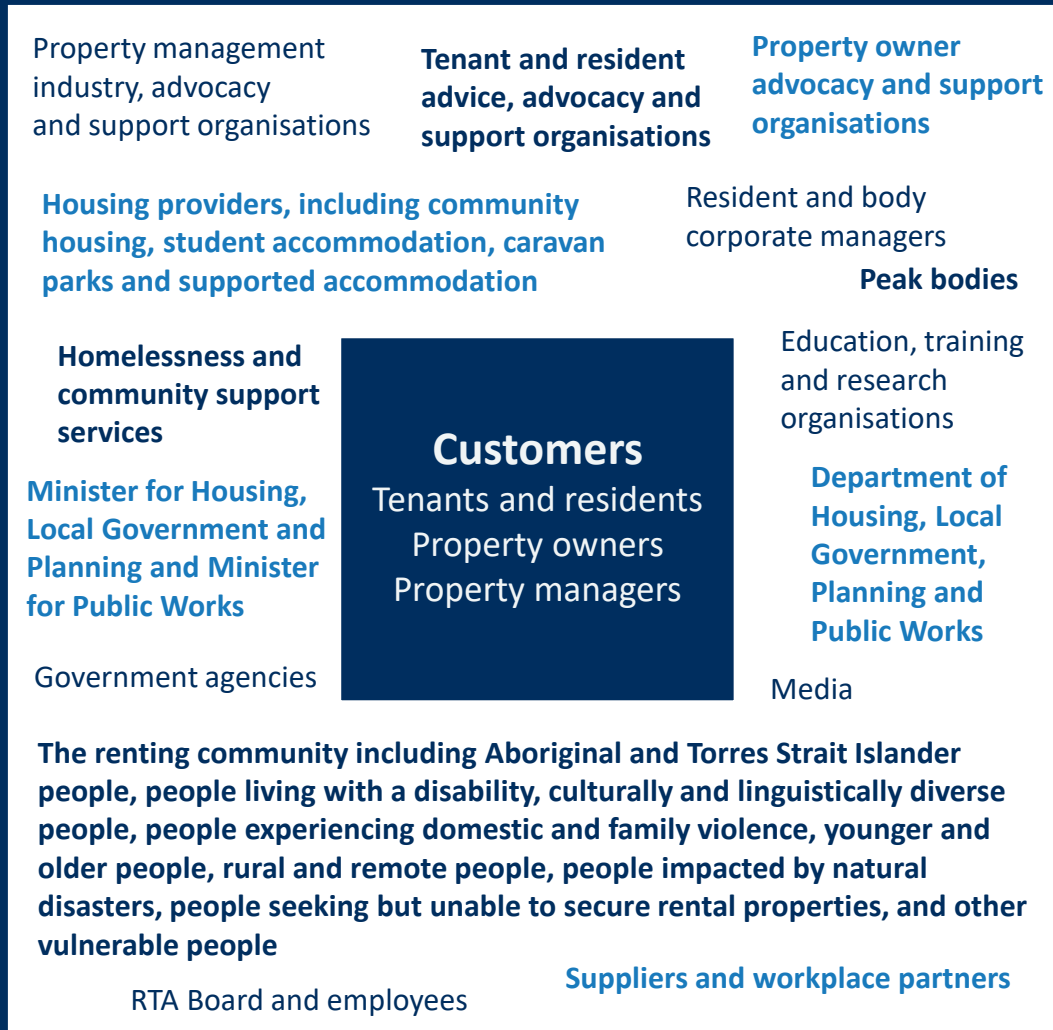 Property management
industry, advocacy
and support organisations
Tenant and resident
advice, advocacy and
support organisations
Property owner
advocacy and support
organisations
Housing providers, including community
housing, student accommodation, caravan
parks and supported accommodation
Resident and body
corporate managers
Peak bodies
Homelessness and
community support
services
Customers
Tenants and residents
Property owners
Property managers
Education, training
and research
organisations
Minister for Housing,
Local Government and
Planning and Minister
for Public Works
Department of
Housing, Local
Government,
Planning and
Public Works
Government agencies
Media
The renting community including Aboriginal and Torres Strait Islander
people, people living with a disability, culturally and linguistically diverse
people, people experiencing domestic and family violence, younger and
older people, rural and remote people, people impacted by natural
disasters, people seeking but unable to secure rental properties, and other
vulnerable people
Suppliers and workplace partners
RTA Board and employees